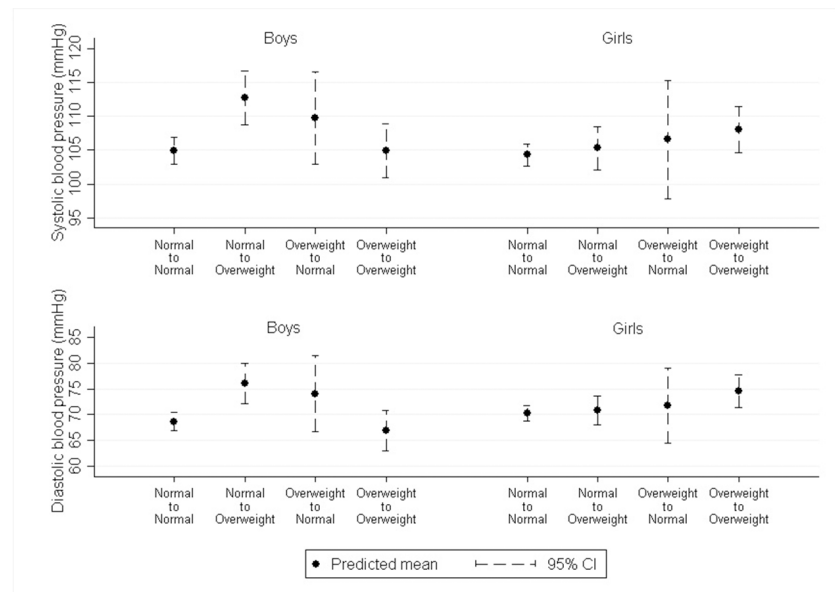 Boys
Girls
Systolic blood pressure (mmHg)
120
115
110
105
100
95
Normal to Normal
Normal to Overweight
Overweight to Normal
Overweight to Overweight
Normal to Normal
Normal to Overweight
Overweight to Normal
Overweight to Overweight
Boys
Girls
Diastolic blood pressure (mmHg)
85
80
75
70
65
60
Normal to Normal
Normal to Overweight
Overweight to Normal
Overweight to Overweight
Normal to Normal
Normal to Overweight
Overweight to Normal
Overweight to Overweight
Predicted mean
95% CI